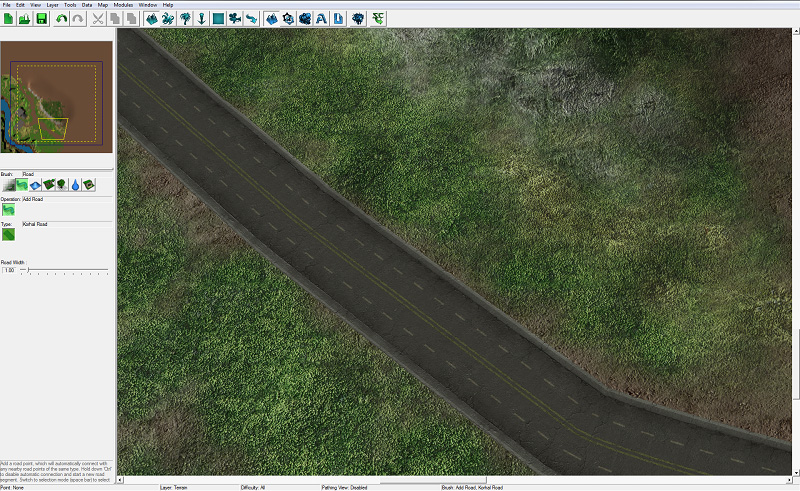 File Edit View Layer Tools Data Map Modules Window Help
Brush: Road
Operation: Add Road
Type: Korhal Road
Road Width :
1.00
Add a road point, which will automatically connect with
any nearby road points of the same type. Hold down 'Ctrl'
to disable automatic connection and start a new road
segment. Switch to selection mode (space bar) to select.
Point: None Layer: Terrain Difficulty: All Pathing View: Disabled Brush: Add Road, Korhal Road